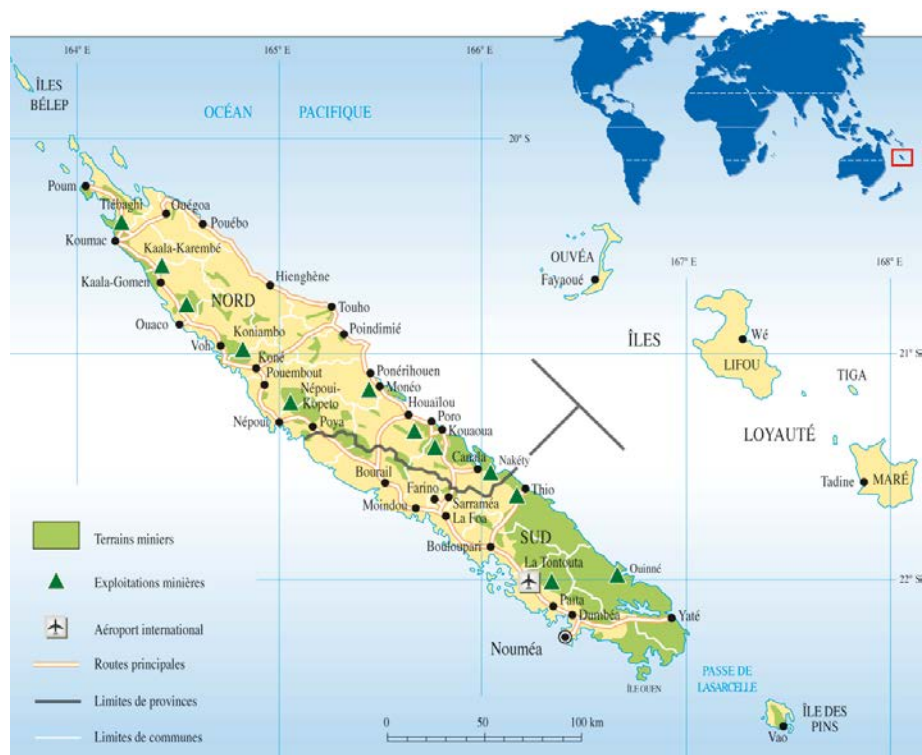 164° E
165° E
166° E
ÎLES
BÉLEP
OCÉAN
PACIFIQUE
20° S
Poum
Tiébaghi
Ouégoa
Pouébo
Koumac
Kaala-Karembé
OUVÉA
Fayaoué
167° E
168° E
Kaala-Gomen
Hienghène
NORD
Touho
Ouaco
Poindimié
Koniambo
ÎLES
Wé
Voh
21° S
Koné
LIFOU
Pouembout
Ponérihouen
TIGA
Népoui-
Kopeto
Monéo
Houaïlou
Poro
Népoui
Poya
Kouaoua
LOYAUTÉ
Canala
Nakéty
Bourail
Tadine
MARÉ
Farino
Thio
Sarraméa
Moindou
La Foa
SUD
Bouloupari
Terrains miniers
La Tontouta
Ouinné
Exploitations minières
22° S
Païta
Dumbéa
Yaté
Aéroport international
Nouméa
Routes principales
PASSE DE
LASARCELLE
ÎLE OUEN
Limites de provinces
ÎLE DES
PINS
0
50
100 km
Vao
Limites de communes